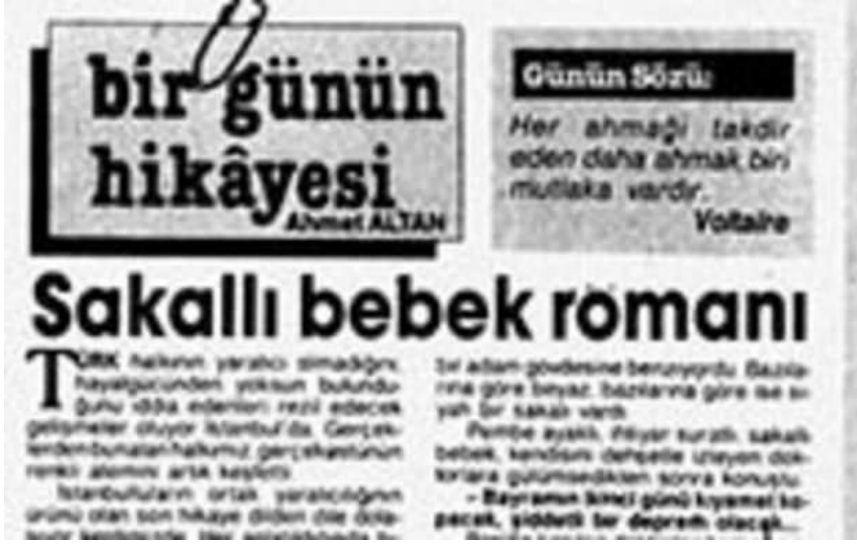 bir günün
hikâyesi
Ahmet ALTAN
Günün Sözü:
Her ahmağı takdir
eden daha ahmak biri
mutlaka vardır.
Voltaire
Sakallı bebek romanı
TÜRK halkının yaratıcı olmadığını,
hayalgücünden yoksun bulundu-
ğunu iddia edenleri rezil edecek
gelişmeler oluyor İstanbul'da. Gerçek-
lerden bunalan halkımız gerçeküstünün
renkli alemini artık keşfetti.
İstanbulluların ortak yaratıcılığının
ürünü olan son hikaye dilden dile dola-
bir adam gövdesine benziyordu. Bazıla-
rına göre beyaz, bazılarına göre ise si-
yah bir sakalı vardı.
Pembe ayaklı, ihtiyar suratlı, sakallı
bebek, kendisini dehşetle izleyen dok-
torlara gülümsedikten sonra konuştu.
- Bayramın ikinci günü kıyamet ko-
pacak, şiddetli bir deprem olacak...